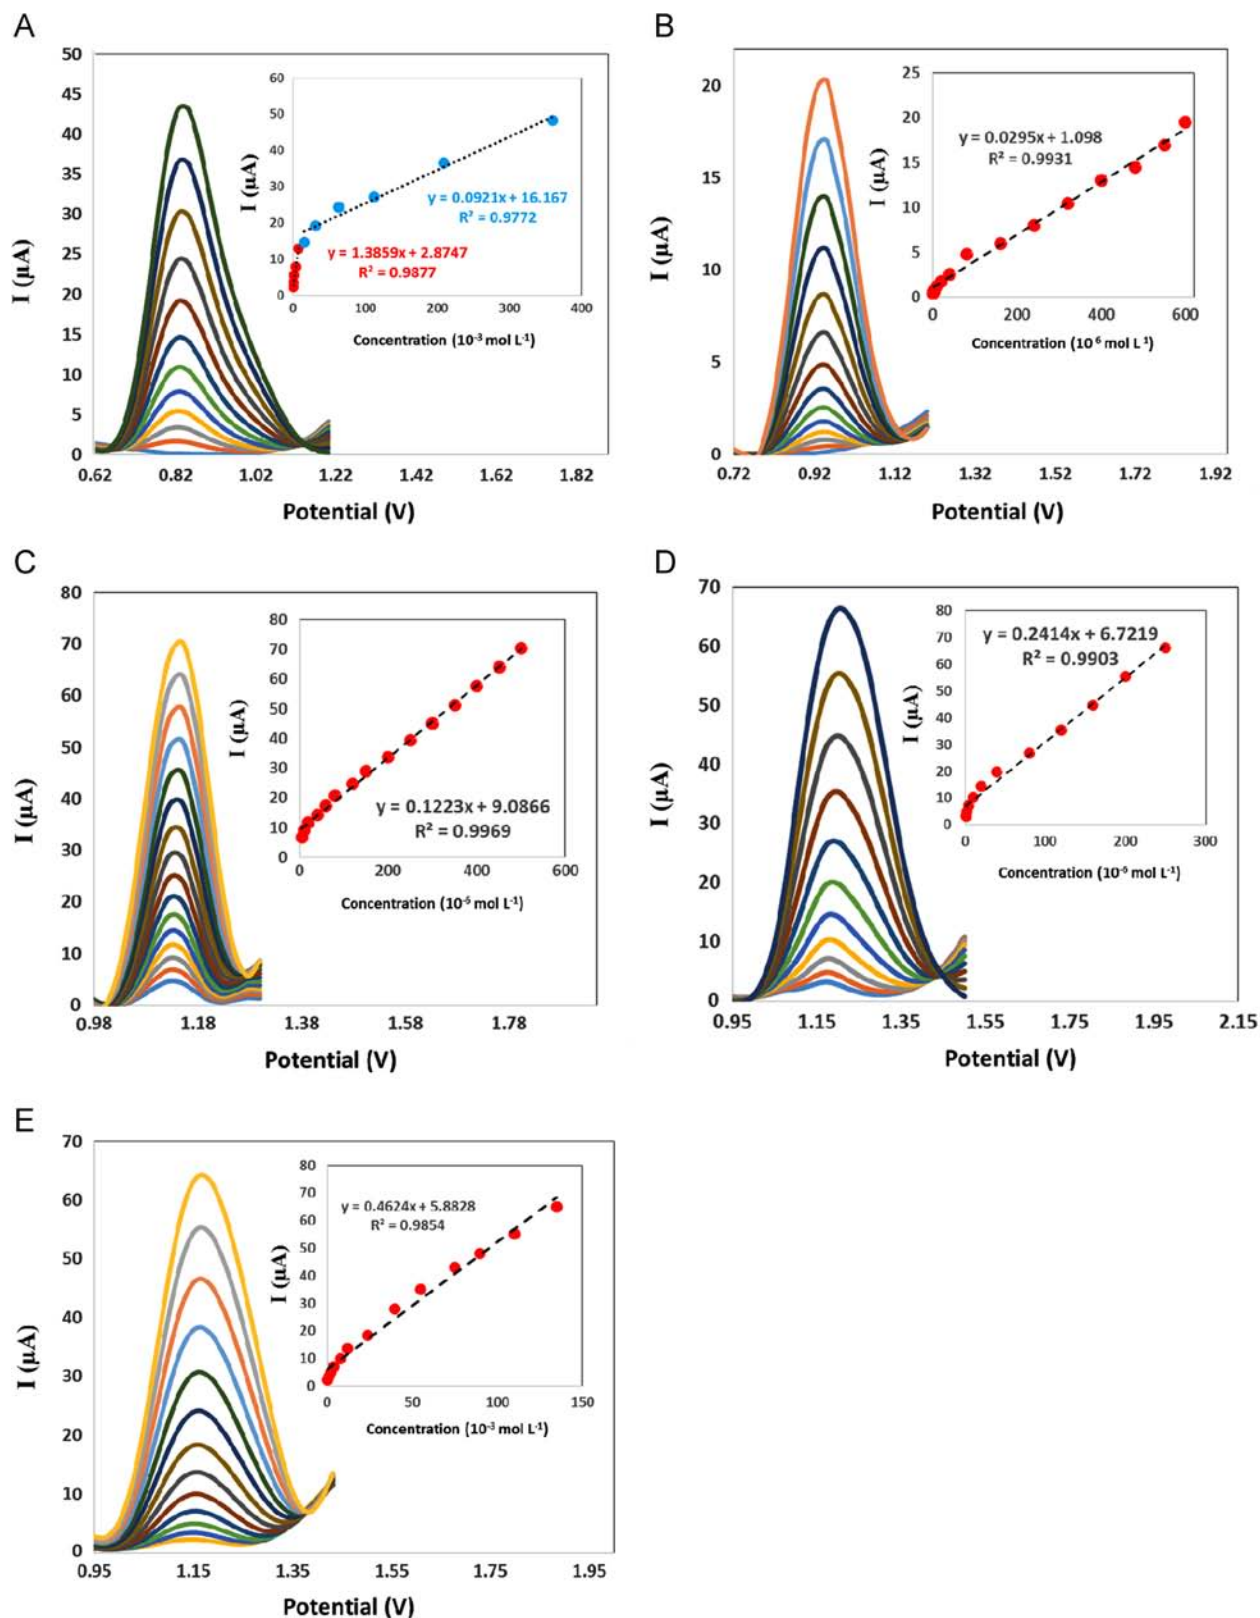 A
50
45
40
35
30
25
20
15
10
5
0
I (µA)
0.62 0.82 1.02 1.22 1.42 1.62 1.82
Potential (V)
60
50
40
30
20
10
0
I (µA)
y = 0.0921x + 16.167
R² = 0.9772
y = 1.3859x + 2.8747
R² = 0.9877
0 100 200 300 400
Concentration (10⁻³ mol L⁻¹)
B
20
15
10
5
0
I (µA)
0.72 0.92 1.12 1.32 1.52 1.72 1.92
Potential (V)
25
20
15
10
5
0
I (µA)
y = 0.0295x + 1.098
R² = 0.9931
0 200 400 600
Concentration (10 ⁶ mol L ¹)
C
80
70
60
50
40
30
20
10
0
I (µA)
0.98 1.18 1.38 1.58 1.78
Potential (V)
80
70
60
50
40
30
20
10
0
I (µA)
y = 0.1223x + 9.0866
R² = 0.9969
0 200 400 600
Concentration mol L⁻¹)
D
70
60
50
40
30
20
10
0
I (µA)
0.95 1.15 1.35 1.55 1.75 1.95 2.15
Potential (V)
80
70
60
50
40
30
20
10
0
I (µA)
y = 0.2414x + 6.7219
R² = 0.9903
0 100 200 300
Concentration mol L⁻¹)
E
70
60
50
40
30
20
10
0
I (µA)
0.95 1.15 1.35 1.55 1.75 1.95
Potential (V)
80
70
60
50
40
30
20
10
0
I (µA)
y = 0.4624x + 5.8828
R² = 0.9854
0 50 100 150
Concentration (10⁻³ mol L⁻¹)